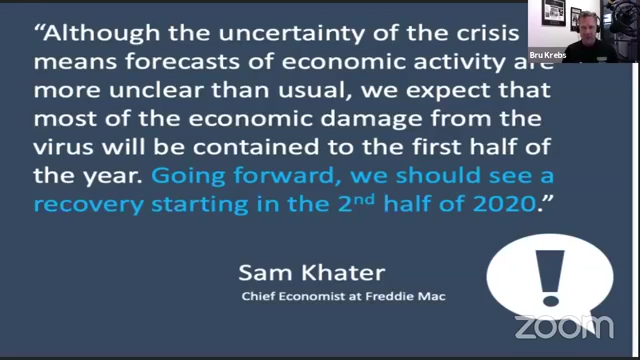 “Although the uncertainty of the crisis
means forecasts of economic activity are
more unclear than usual, we expect that
most of the economic damage from the
virus will be contained to the first half of
the year. Going forward, we should see a
recovery starting in the 2nd half of 2020.”
Sam Khater
Chief Economist at Freddie Mac
!
zoom
Bru Krebs